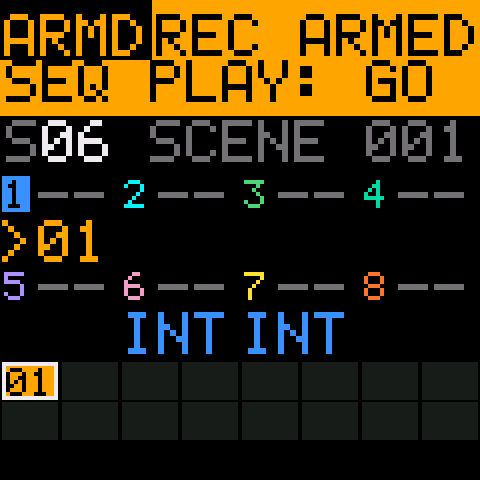 ARMD REC ARMED
SEQ PLAY: GO
S06 SCENE 001
1-- 2-- 3-- 4--
>01
5-- 6-- 7-- 8--
INT INT
01